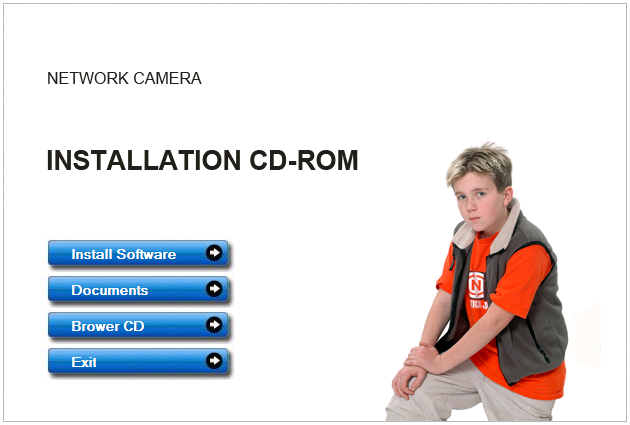 NETWORK CAMERA
INSTALLATION CD-ROM
Install Software
Documents
Brower CD
Exit
N